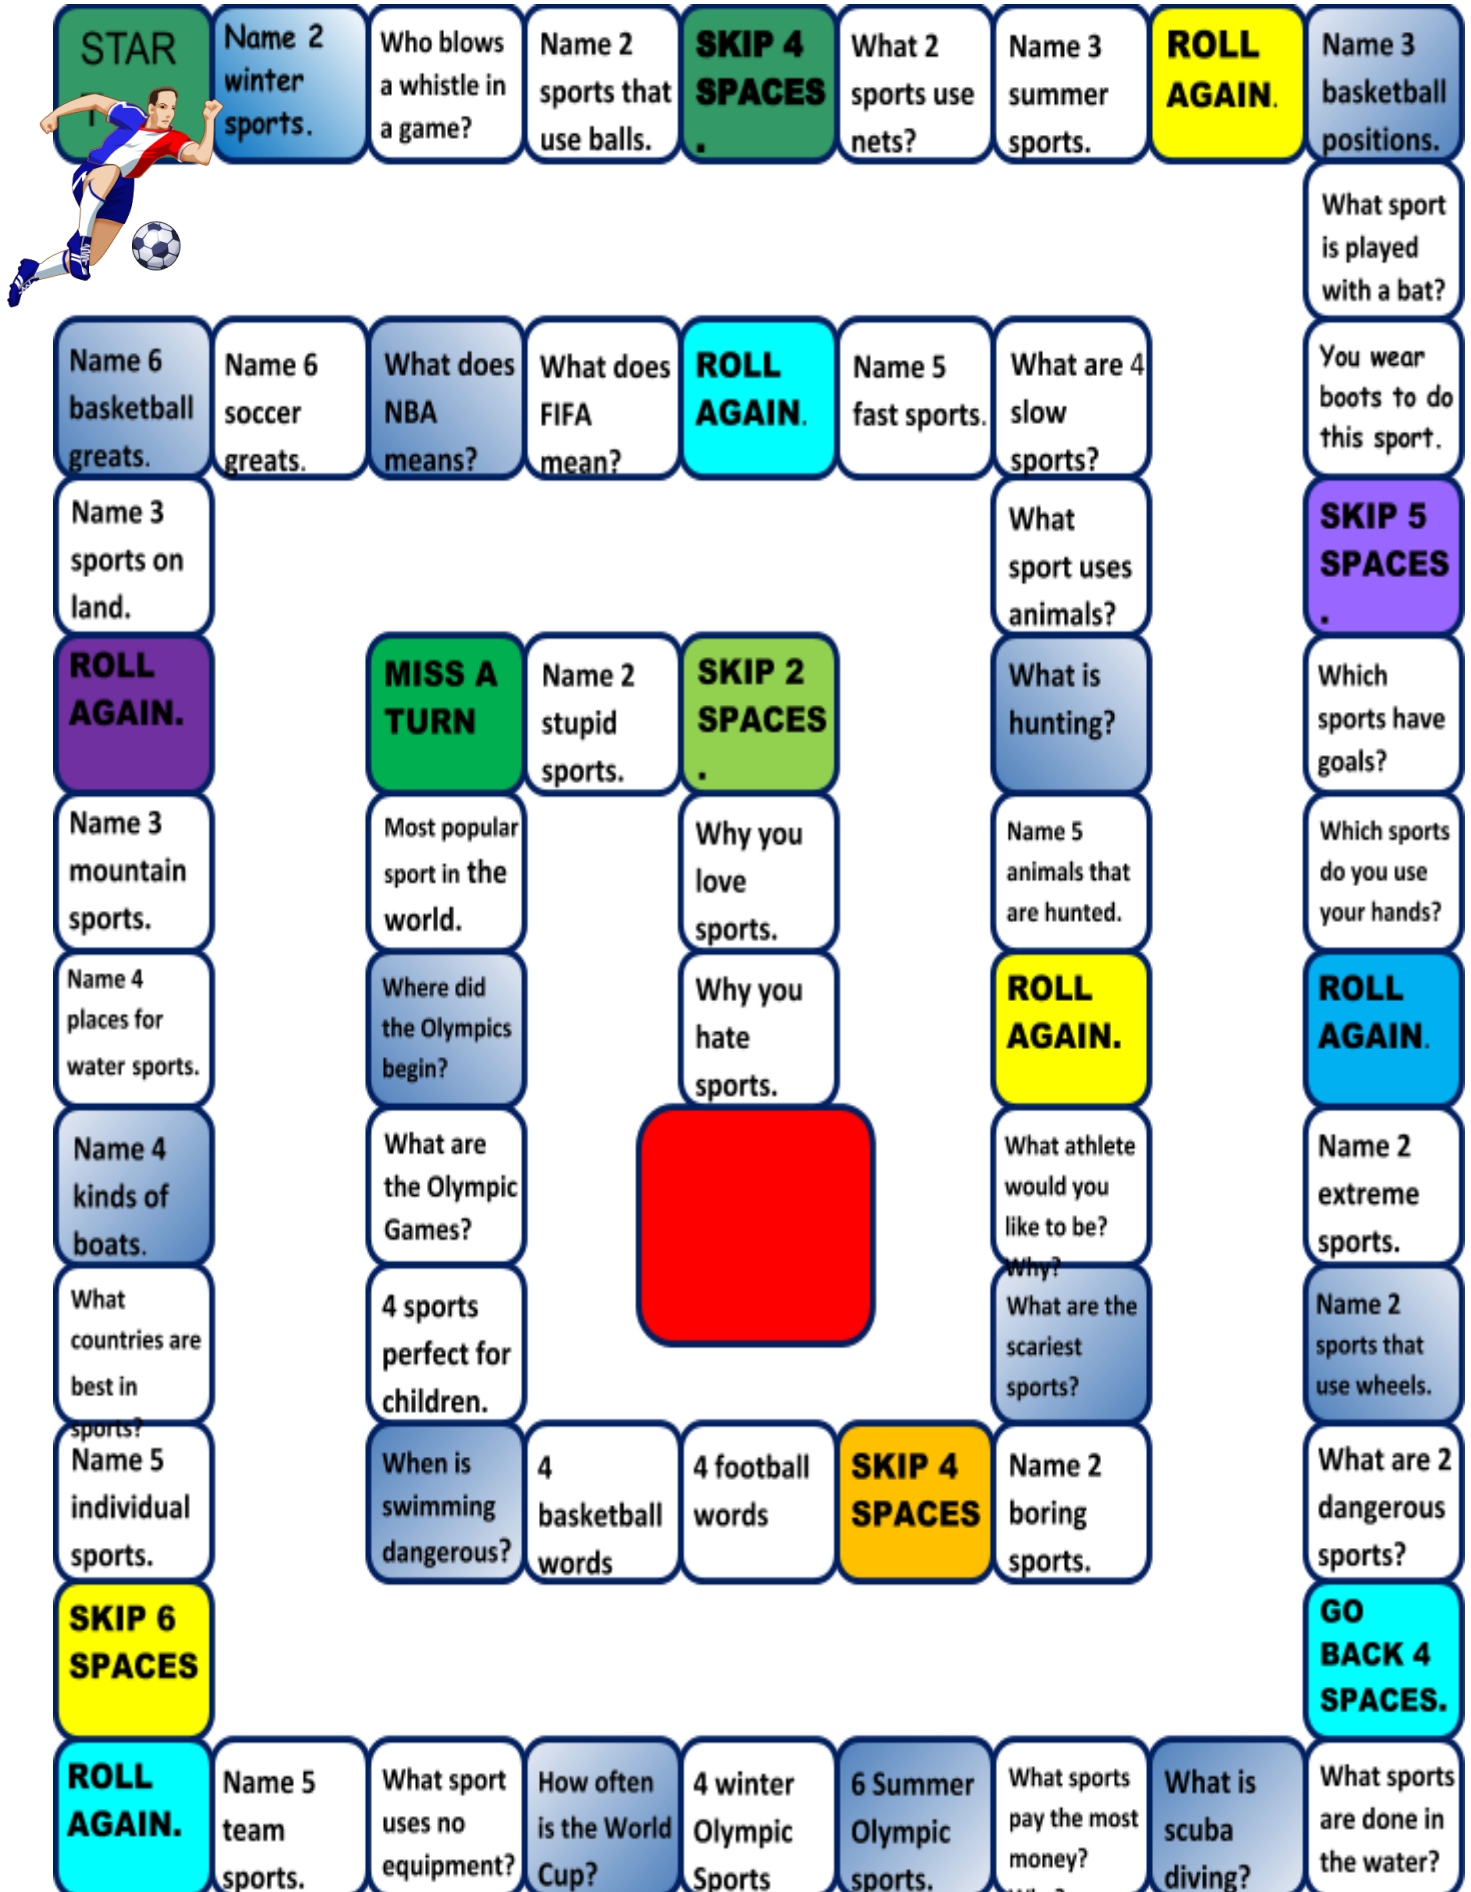 STAR
T
Name 2
winter
sports.
Who blows
a whistle in
a game?
Name 2
sports that
use balls.
SKIP 4
SPACES
.
What 2
sports use
nets?
Name 3
summer
sports.
ROLL
AGAIN.
Name 3
basketball
positions.
What sport
is played
with a bat?
You wear
boots to do
this sport.
SKIP 5
SPACES
.
Which
sports have
goals?
Which sports
do you use
your hands?
ROLL
AGAIN.
Name 2
extreme
sports.
Name 2
sports that
use wheels.
What are 2
dangerous
sports?
GO
BACK 4
SPACES.
What sports
are done in
the water?
What is
scuba
diving?
What sports
pay the most
money?
Why?
6 Summer
Olympic
sports.
4 winter
Olympic
Sports
How often
is the World
Cup?
What sport
uses no
equipment?
Name 5
team
sports.
ROLL
AGAIN.
SKIP 6
SPACES
Name 5
individual
sports.
What
countries are
best in
sports?
Name 4
kinds of
boats.
Name 4
places for
water sports.
Name 3
mountain
sports.
ROLL
AGAIN.
Name 3
sports on
land.
Name 6
basketball
greats.
Name 6
soccer
greats.
What does
NBA
means?
What does
FIFA
mean?
ROLL
AGAIN.
Name 5
fast sports.
What are 4
slow
sports?
What
sport uses
animals?
What is
hunting?
Name 5
animals that
are hunted.
ROLL
AGAIN.
What athlete
would you
like to be?
Why?
What are the
scariest
sports?
Name 2
boring
sports.
SKIP 4
SPACES
4 football
words
4
basketball
words
When is
swimming
dangerous?
4 sports
perfect for
children.
What are
the Olympic
Games?
Where did
the Olympics
begin?
Most popular
sport in the
world.
MISS A
TURN
Name 2
stupid
sports.
SKIP 2
SPACES
.
Why you
love
sports.
Why you
hate
sports.